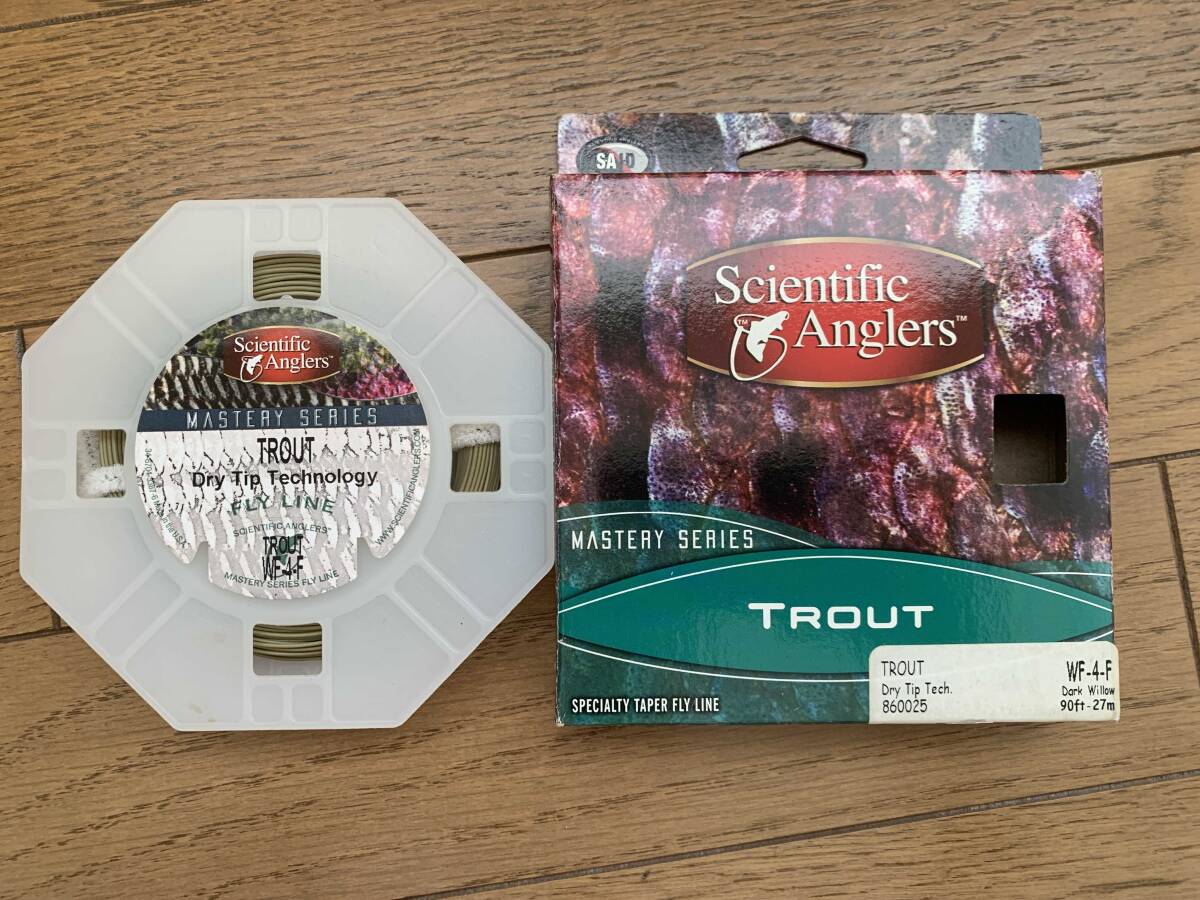 Scientific
Anglers
MASTERY SERIES
TROUT
Dry Tip Technology
FLY LINE
SCIENTIFIC ANGLERS™
TROUT
WF-4-F
MASTERY SERIES FLY LINE
WWW.SCIENTIFICANGLERS.COM
SA ID
Scientific
Anglers™
MASTERY SERIES
TROUT
SPECIALTY TAPER FLY LINE
TROUT WF-4-F
Dry Tip Tech. Dark Willow
860025 90ft-27m